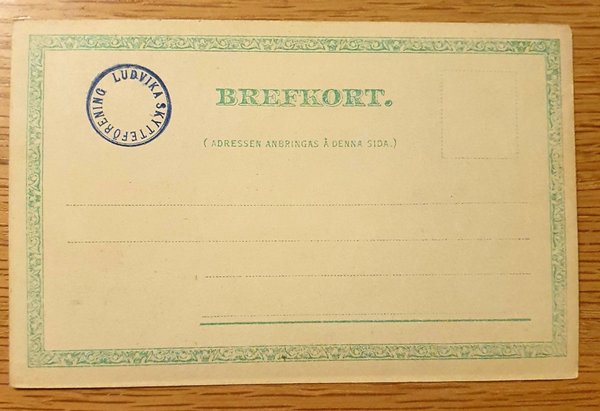 LUDVIKA SKYTTEFÖRENING
BREFKORT.
( ADRESSEN ANBRINGAS Å DENNA SIDA.)